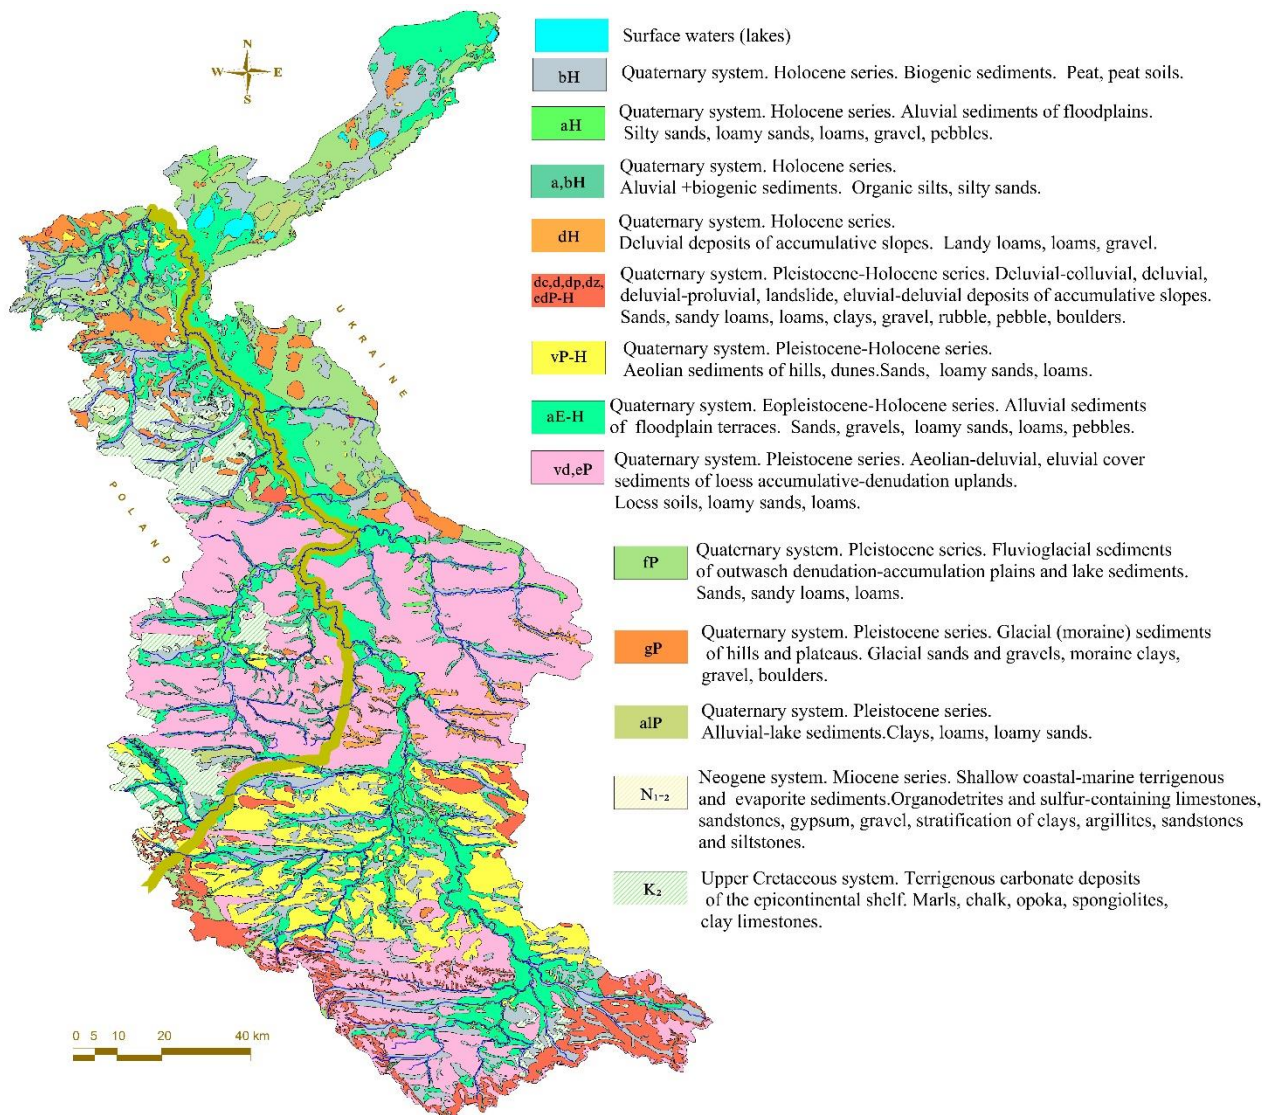 N
W E
S
UKRAINE
POLAND
0 5 10 20 40 km
Surface waters (lakes)
bH
Quaternary system. Holocene series. Biogenic sediments. Peat, peat soils.
aH
Quaternary system. Holocene series. Aluvial sediments of floodplains.
Silty sands, loamy sands, loams, gravel, pebbles.
a,bH
Quaternary system. Holocene series.
Aluvial +biogenic sediments. Organic silts, silty sands.
dH
Quaternary system. Holocene series.
Deluvial deposits of accumulative slopes. Landy loams, loams, gravel.
dc,d,dp,dz,
edP-H
Quaternary system. Pleistocene-Holocene series. Deluvial-colluvial, deluvial,
deluvial-proluvial, landslide, eluvial-deluvial deposits of accumulative slopes.
Sands, sandy loams, loams, clays, gravel, rubble, pebble, boulders.
vP-H
Quaternary system. Pleistocene-Holocene series.
Aeolian sediments of hills, dunes.Sands, loamy sands, loams.
aE-H
Quaternary system. Eopleistocene-Holocene series. Alluvial sediments
of floodplain terraces. Sands, gravels, loamy sands, loams, pebbles.
vd,eP
Quaternary system. Pleistocene series. Aeolian-deluvial, eluvial cover
sediments of loess accumulative-denudation uplands.
Loess soils, loamy sands, loams.
fP
Quaternary system. Pleistocene series. Fluvioglacial sediments
of outwasch denudation-accumulation plains and lake sediments.
Sands, sandy loams, loams.
gP
Quaternary system. Pleistocene series. Glacial (moraine) sediments
of hills and plateaus. Glacial sands and gravels, moraine clays,
gravel, boulders.
alP
Quaternary system. Pleistocene series.
Alluvial-lake sediments.Clays, loams, loamy sands.
N₁₋₂
Neogene system. Miocene series. Shallow coastal-marine terrigenous
and evaporite sediments.Organodetrites and sulfur-containing limestones,
sandstones, gypsum, gravel, stratification of clays, argillites, sandstones
and siltstones.
K₂
Upper Cretaceous system. Terrigenous carbonate deposits
of the epicontinental shelf. Marls, chalk, opoka, spongiolites,
clay limestones.